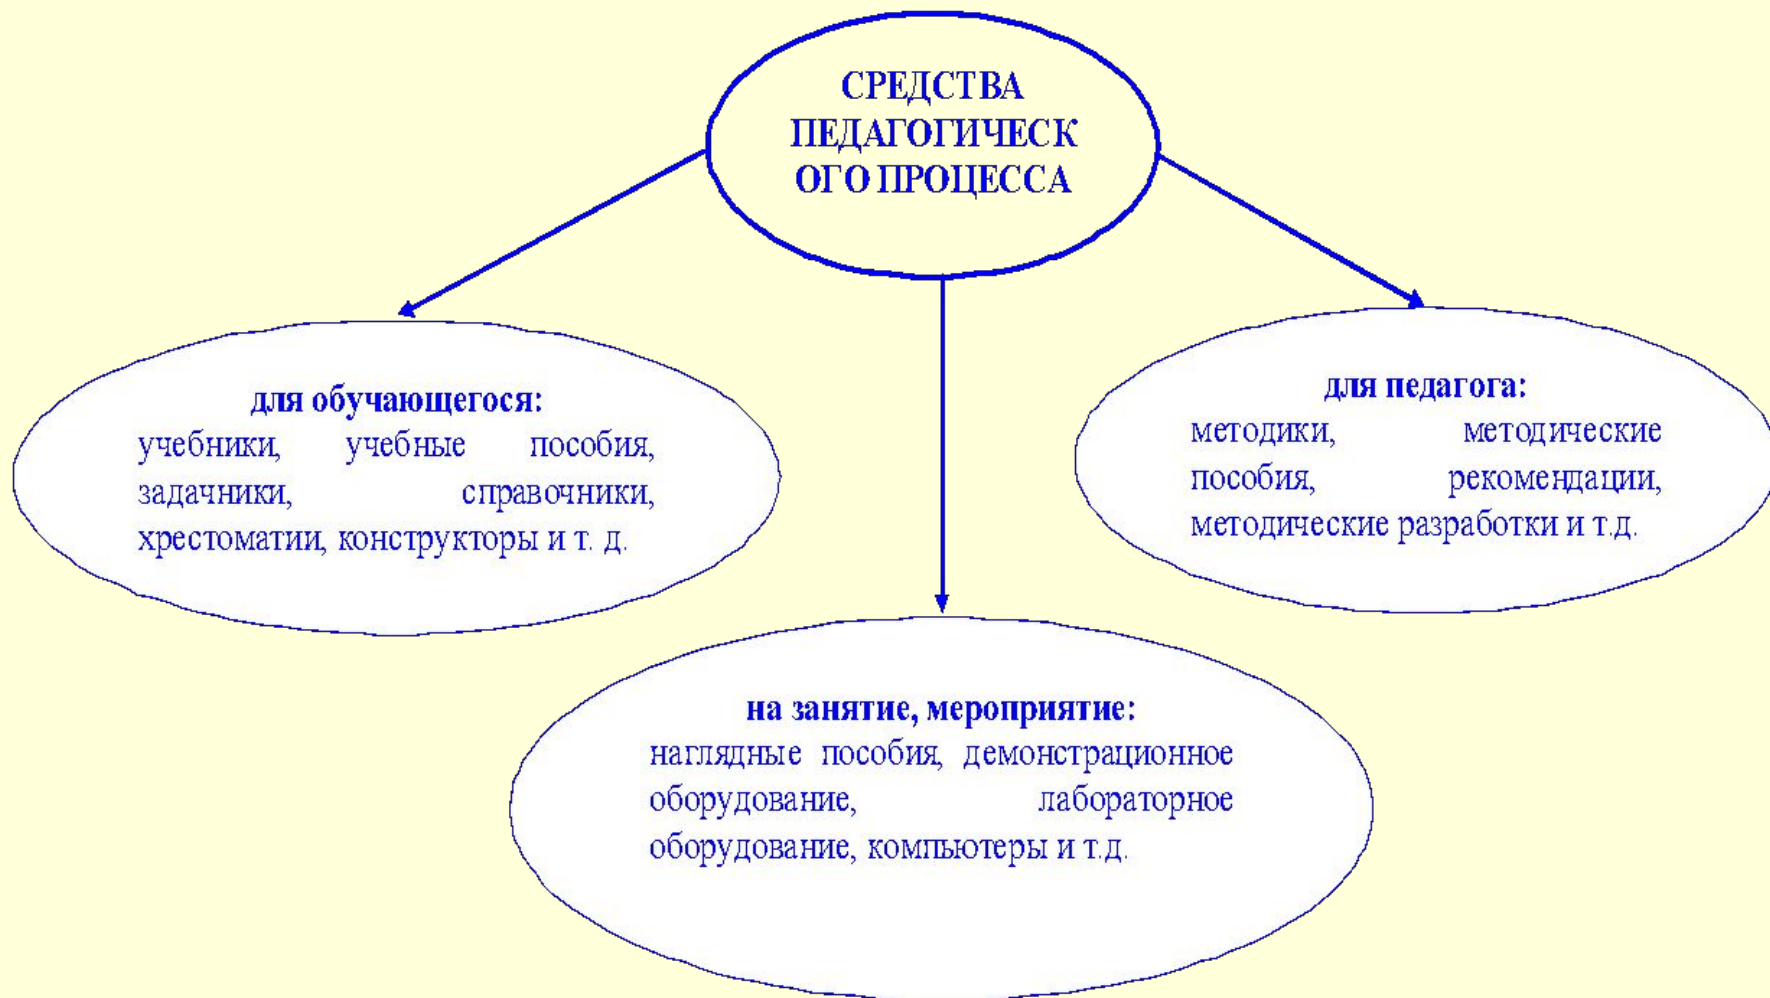 СРЕДСТВА
ПЕДАГОГИЧЕСК
ОГО ПРОЦЕССА
для обучающегося:
учебники, учебные пособия,
задачники, справочники,
хрестоматии, конструкторы и т. д.
для педагога:
методики, методические
пособия, рекомендации,
методические разработки и т.д.
на занятие, мероприятие:
наглядные пособия, демонстрационное
оборудование, лабораторное
оборудование, компьютеры и т.д.